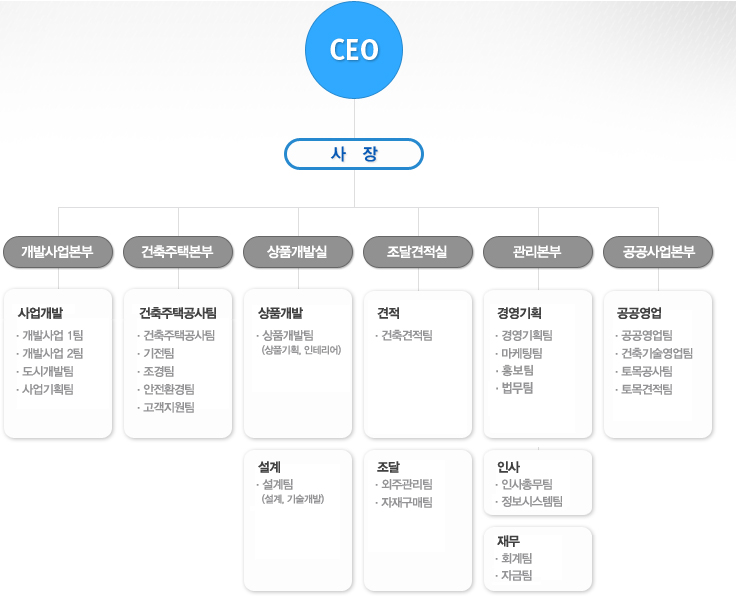 CEO
사 장
개발사업본부
건축주택본부
상품개발실
조달견적실
관리본부
공공사업본부
사업개발
· 개발사업 1팀
· 개발사업 2팀
· 도시개발팀
· 사업기획팀
건축주택공사팀
· 건축주택공사팀
· 기전팀
· 조경팀
· 안전환경팀
· 고객지원팀
상품개발
· 상품개발팀
(상품기획, 인테리어)
견적
· 건축견적팀
경영기획
· 경영기획팀
· 마케팅팀
· 홍보팀
· 법무팀
공공영업
· 공공영업팀
· 건축기술영업팀
· 토목공사팀
· 토목견적팀
설계
· 설계팀
(설계, 기술개발)
조달
· 외주관리팀
· 자재구매팀
인사
· 인사총무팀
· 정보시스템팀
재무
· 회계팀
· 자금팀